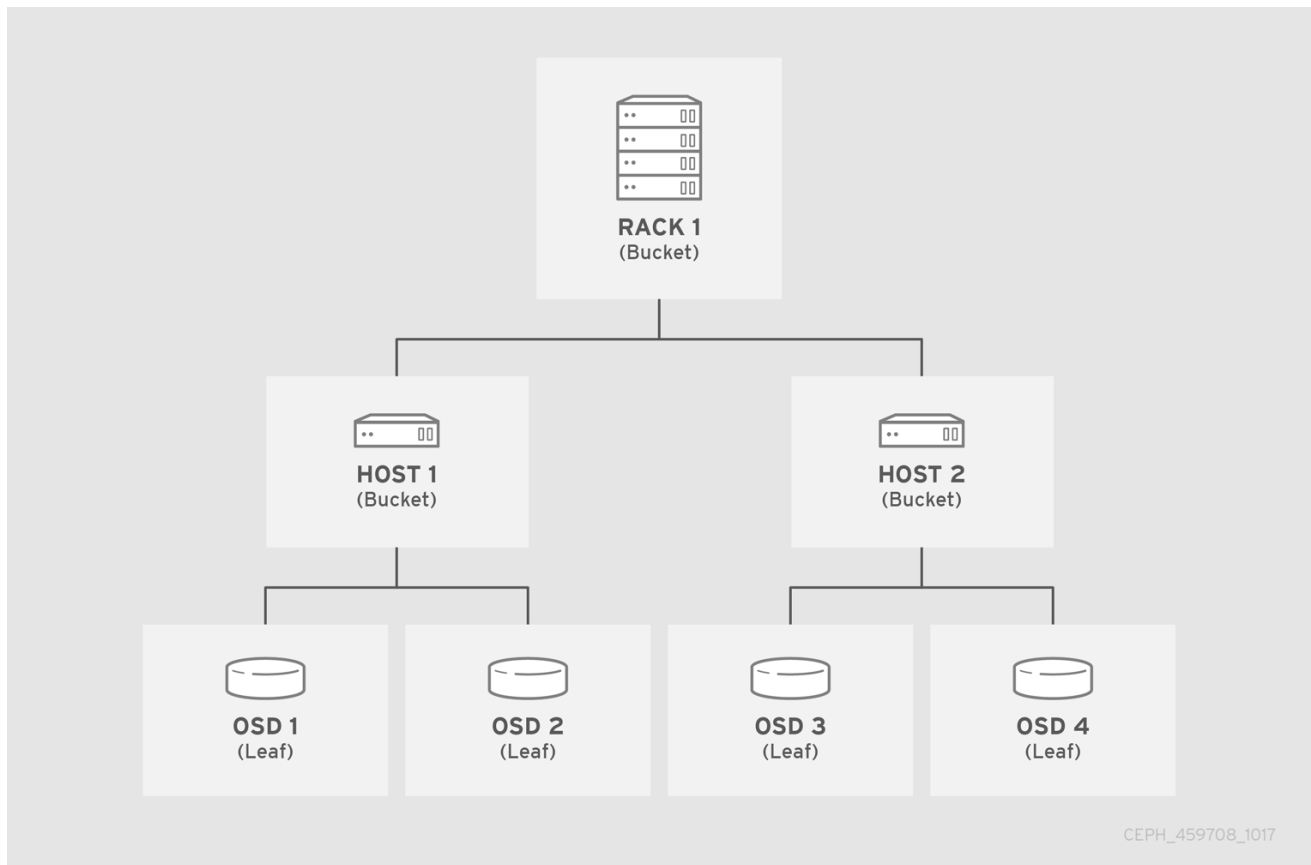 RACK 1
(Bucket)
HOST 1
(Bucket)
HOST 2
(Bucket)
OSD 1
(Leaf)
OSD 2
(Leaf)
OSD 3
(Leaf)
OSD 4
(Leaf)
CEPH_459708_1017